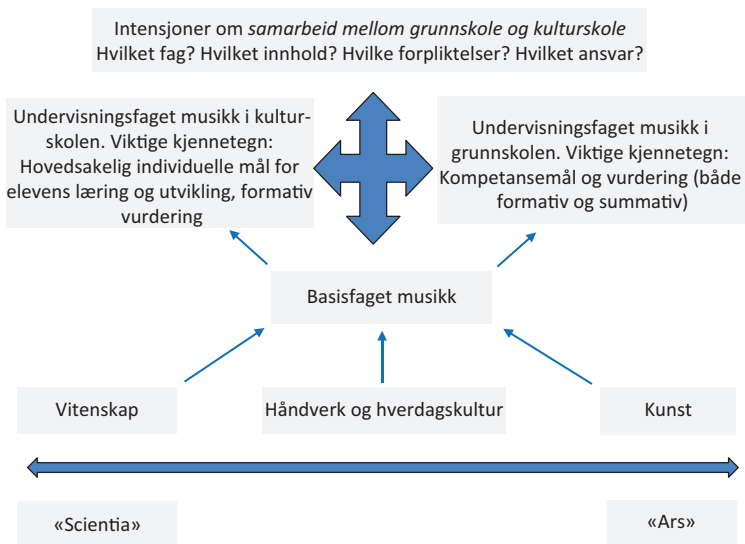 Intensjoner om samarbeid mellom grunnskole og kulturskole
Hvilket fag? Hvilket innhold? Hvilke forpliktelser? Hvilket ansvar?
Undervisningsfaget musikk i kultur-
skolen. Viktige kjennetegn:
Hovedsakelig individuelle mål for
elevens læring og utvikling, formativ
vurdering
Undervisningsfaget musikk i
grunnskolen. Viktige kjennetegn:
Kompetansemål og vurdering (både
formativ og summativ)
Basisfaget musikk
Vitenskap
Håndverk og hverdagskultur
Kunst
«Scientia»
«Ars»